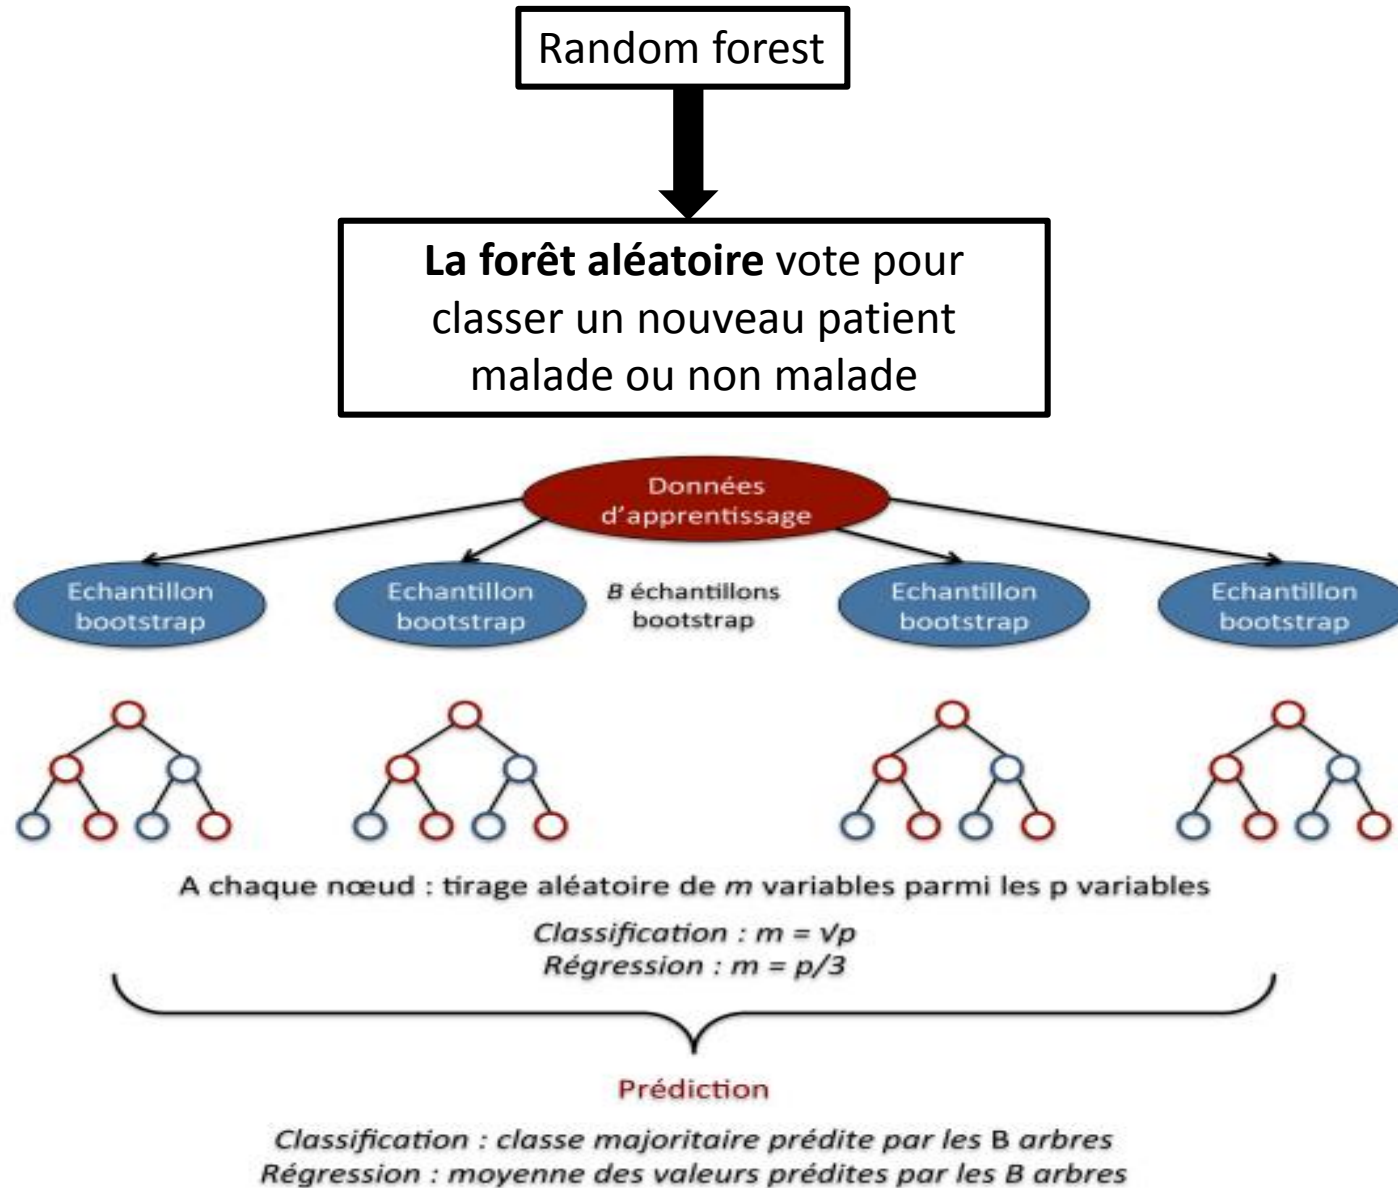 Random forest
La forêt aléatoire vote pour
classer un nouveau patient
malade ou non malade
Données
d'apprentissage
Echantillon
bootstrap
Echantillon
bootstrap
B échantillons
bootstrap
Echantillon
bootstrap
Echantillon
bootstrap
A chaque nœud : tirage aléatoire de m variables parmi les p variables
Classification : m = √p
Régression : m = p/3
Prédiction
Classification : classe majoritaire prédite par les B arbres
Régression : moyenne des valeurs prédites par les B arbres